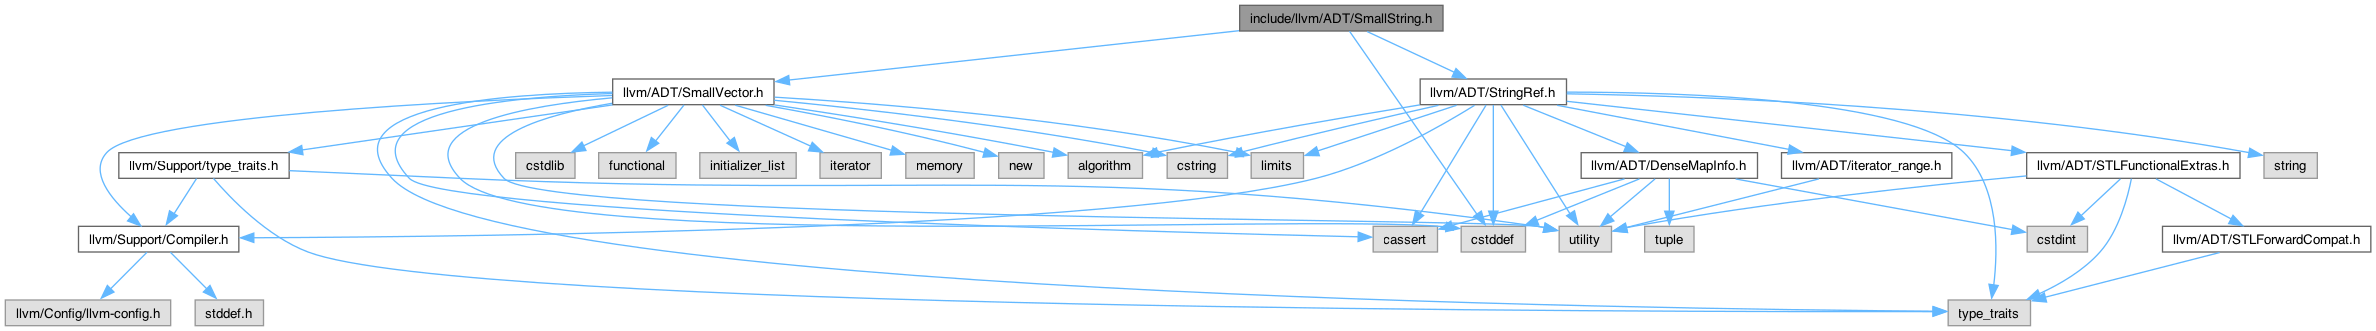 include/llvm/ADT/SmallString.h
llvm/ADT/SmallVector.h
llvm/ADT/StringRef.h
llvm/Support/type_traits.h
cstdlib
functional
initializer_list
iterator
memory
new
algorithm
cstring
limits
llvm/ADT/DenseMapInfo.h
llvm/ADT/iterator_range.h
llvm/ADT/STLFunctionalExtras.h
string
llvm/Support/Compiler.h
cassert
cstddef
utility
tuple
cstdint
llvm/ADT/STLForwardCompat.h
llvm/Config/llvm-config.h
stddef.h
type_traits